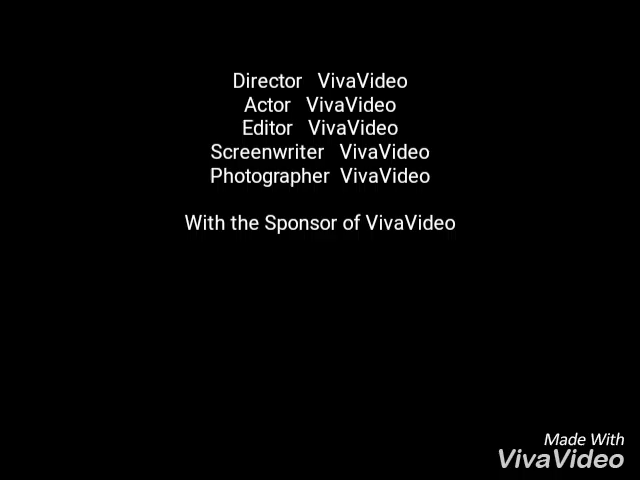 Director VivaVideo
Actor VivaVideo
Editor VivaVideo
Screenwriter VivaVideo
Photographer VivaVideo
With the Sponsor of VivaVideo
Made With
VivaVideo